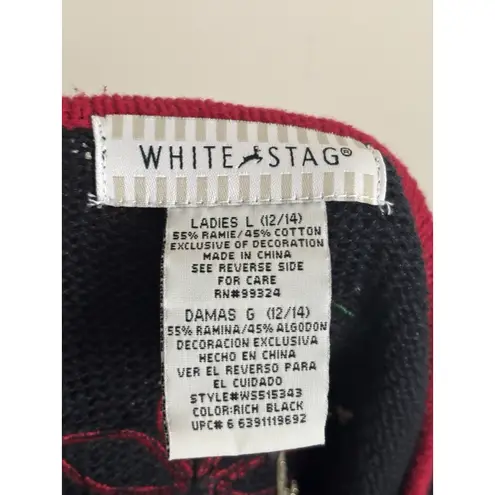 WHITE STAG®
LADIES L (12/14)
55% RAMIE/45% COTTON
EXCLUSIVE OF DECORATION
MADE IN CHINA
SEE REVERSE SIDE
FOR CARE
RN#99324
DAMAS G (12/14)
55% RAMINA/45% ALGODON
DECORACION EXCLUSIVA
HECHO EN CHINA
VER EL REVERSO PARA
EL CUIDADO
STYLE#WS515343
COLOR:RICH BLACK
UPC# 6 6391119692